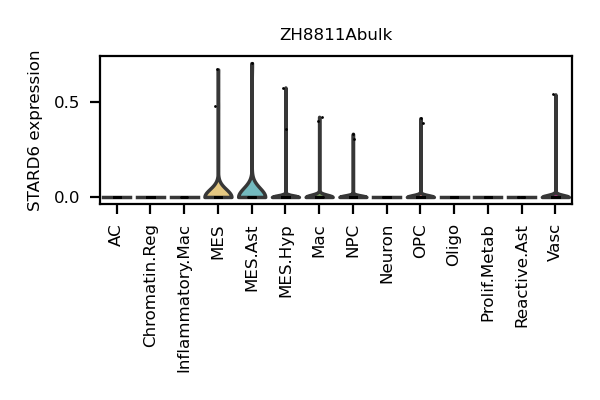 ZH8811Abulk
STARD6 expression
0.5
0.0
AC
Chromatin.Reg
Inflammatory.Mac
MES
MES.Ast
MES.Hyp
Mac
NPC
Neuron
OPC
Oligo
Prolif.Metab
Reactive.Ast
Vasc